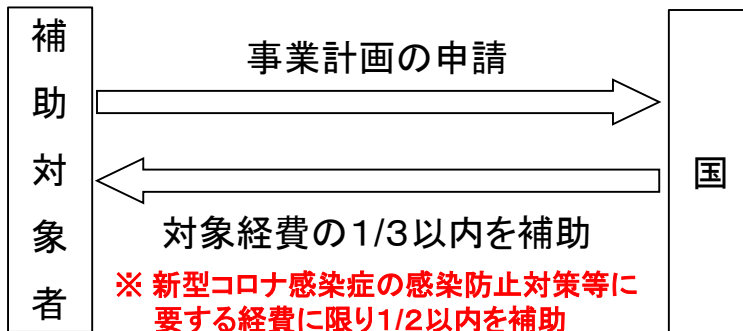 補助対象者
事業計画の申請
国
対象経費の1/3以内を補助
※ 新型コロナ感染症の感染防止対策等に
要する経費に限り1/2以内を補助